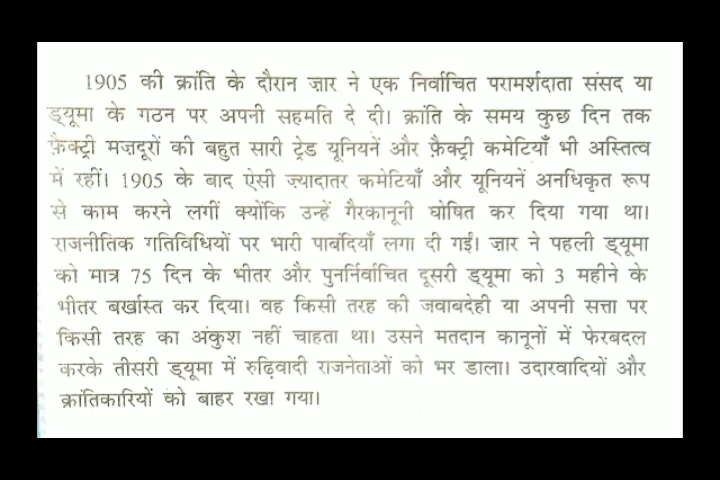 1905 की क्रांति के दौरान ज़ार ने एक निर्वाचित परामर्शदाता संसद या
ड्यूमा के गठन पर अपनी सहमति दे दी। क्रांति के समय कुछ दिन तक
फ़ैक्ट्री मज़दूरों की बहुत सारी ट्रेड यूनियनें और फ़ैक्ट्री कमेटियाँ भी अस्तित्व
में रहीं। 1905 के बाद ऐसी ज्यादातर कमेटियाँ और यूनियनें अनधिकृत रूप
से काम करने लगीं क्योंकि उन्हें गैरकानूनी घोषित कर दिया गया था।
राजनीतिक गतिविधियों पर भारी पाबंदियाँ लगा दी गईं। ज़ार ने पहली ड्यूमा
को मात्र 75 दिन के भीतर और पुनर्निर्वाचित दूसरी ड्यूमा को 3 महीने के
भीतर बर्खास्त कर दिया। वह किसी तरह की जवाबदेही या अपनी सत्ता पर
किसी तरह का अंकुश नहीं चाहता था। उसने मतदान कानूनों में फेरबदल
करके तीसरी ड्यूमा में रुढ़िवादी राजनेताओं को भर डाला। उदारवादियों और
क्रांतिकारियों को बाहर रखा गया।